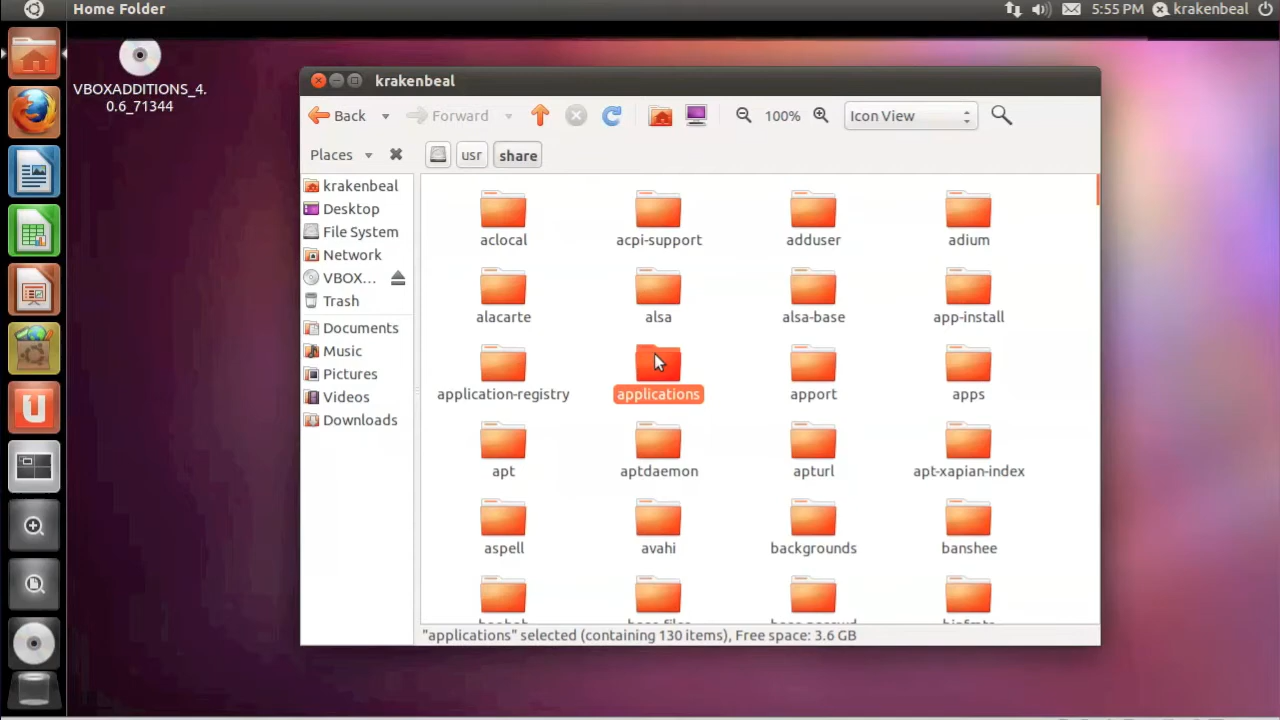 Home Folder
5:55 PM
krakenbeal
VBOXADDITIONS_4.
0.6_71344
krakenbeal
Back
Forward
100%
Icon View
Places
usr
share
krakenbeal
Desktop
File System
Network
VBOX...
Trash
Documents
Music
Pictures
Videos
Downloads
aclocal
acpi-support
adduser
adium
alacarte
alsa
alsa-base
app-install
application-registry
applications
apport
apps
apt
aptdaemon
apturl
apt-xapian-index
aspell
avahi
backgrounds
banshee
"applications" selected (containing 130 items), Free space: 3.6 GB